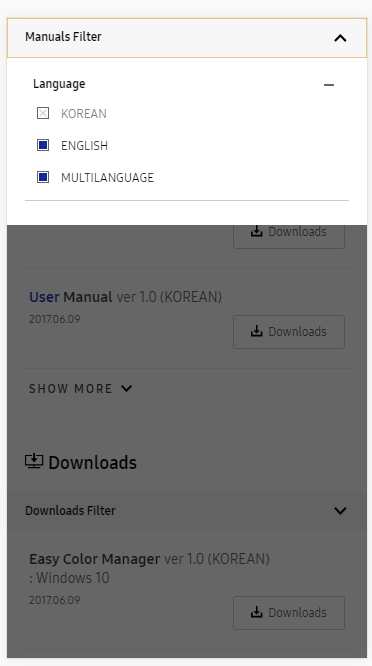 Manuals Filter
Language
KOREAN
ENGLISH
MULTILANGUAGE
Downloads
User Manual ver 1.0 (KOREAN)
2017.06.09
Downloads
SHOW MORE
Downloads
Downloads Filter
Easy Color Manager ver 1.0 (KOREAN)
: Windows 10
2017.06.09
Downloads